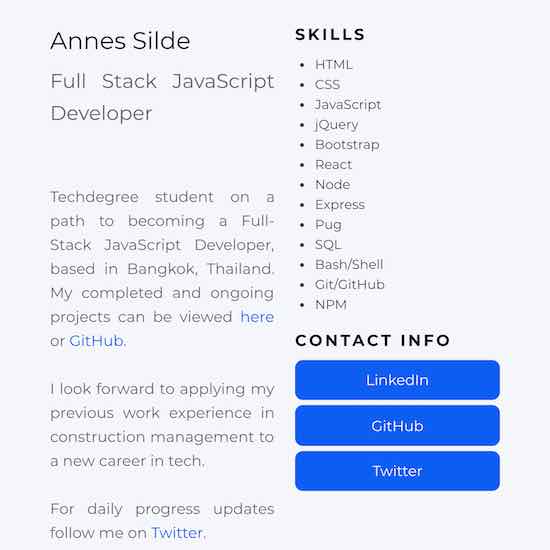 Annes Silde
Full Stack JavaScript
Developer
Techdegree student on a
path to becoming a Full-
Stack JavaScript Developer,
based in Bangkok, Thailand.
My completed and ongoing
projects can be viewed here
or GitHub.
I look forward to applying my
previous work experience in
construction management to
a new career in tech.
For daily progress updates
follow me on Twitter.
SKILLS
• HTML
• CSS
• JavaScript
• jQuery
• Bootstrap
• React
• Node
• Express
• Pug
• SQL
• Bash/Shell
• Git/GitHub
• NPM
CONTACT INFO
LinkedIn
GitHub
Twitter